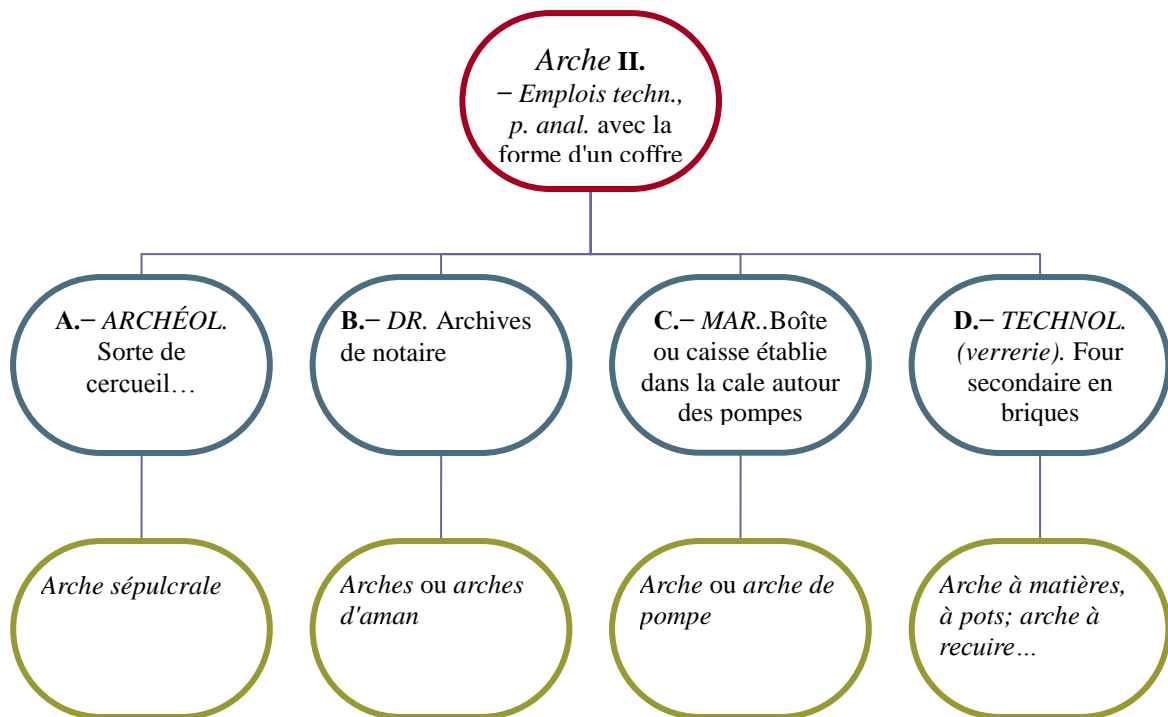 Arche II.
− Emplois techn.,
p. anal. avec la
forme d'un coffre
A.− ARCHÉOL.
Sorte de
cercueil…
B.− DR. Archives
de notaire
C.− MAR..Boîte
ou caisse établie
dans la cale autour
des pompes
D.− TECHNOL.
(verrerie). Four
secondaire en
briques
Arche sépulcrale
Arches ou arches
d'aman
Arche ou arche de
pompe
Arche à matières,
à pots; arche à
recuire…